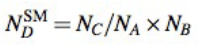 N_D^SM = N_C/N_A × N_B